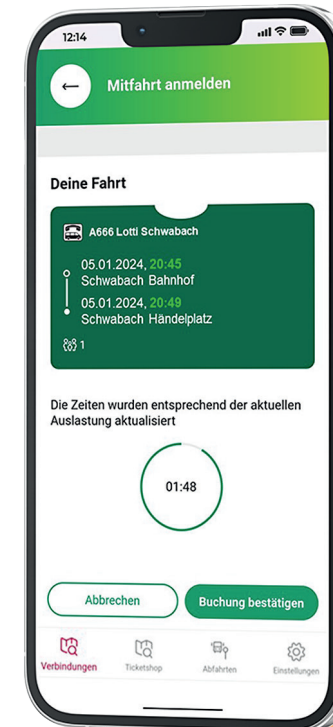 12:14
Mitfahrt anmelden
Deine Fahrt
A666 Lotti Schwabach
05.01.2024, 20:45
Schwabach Bahnhof
05.01.2024, 20:49
Schwabach Händelplatz
1
Die Zeiten wurden entsprechend der aktuellen
Auslastung aktualisiert
01:48
Abbrechen
Buchung bestätigen
Verbindungen
Ticketshop
Abfahrten
Einstellungen